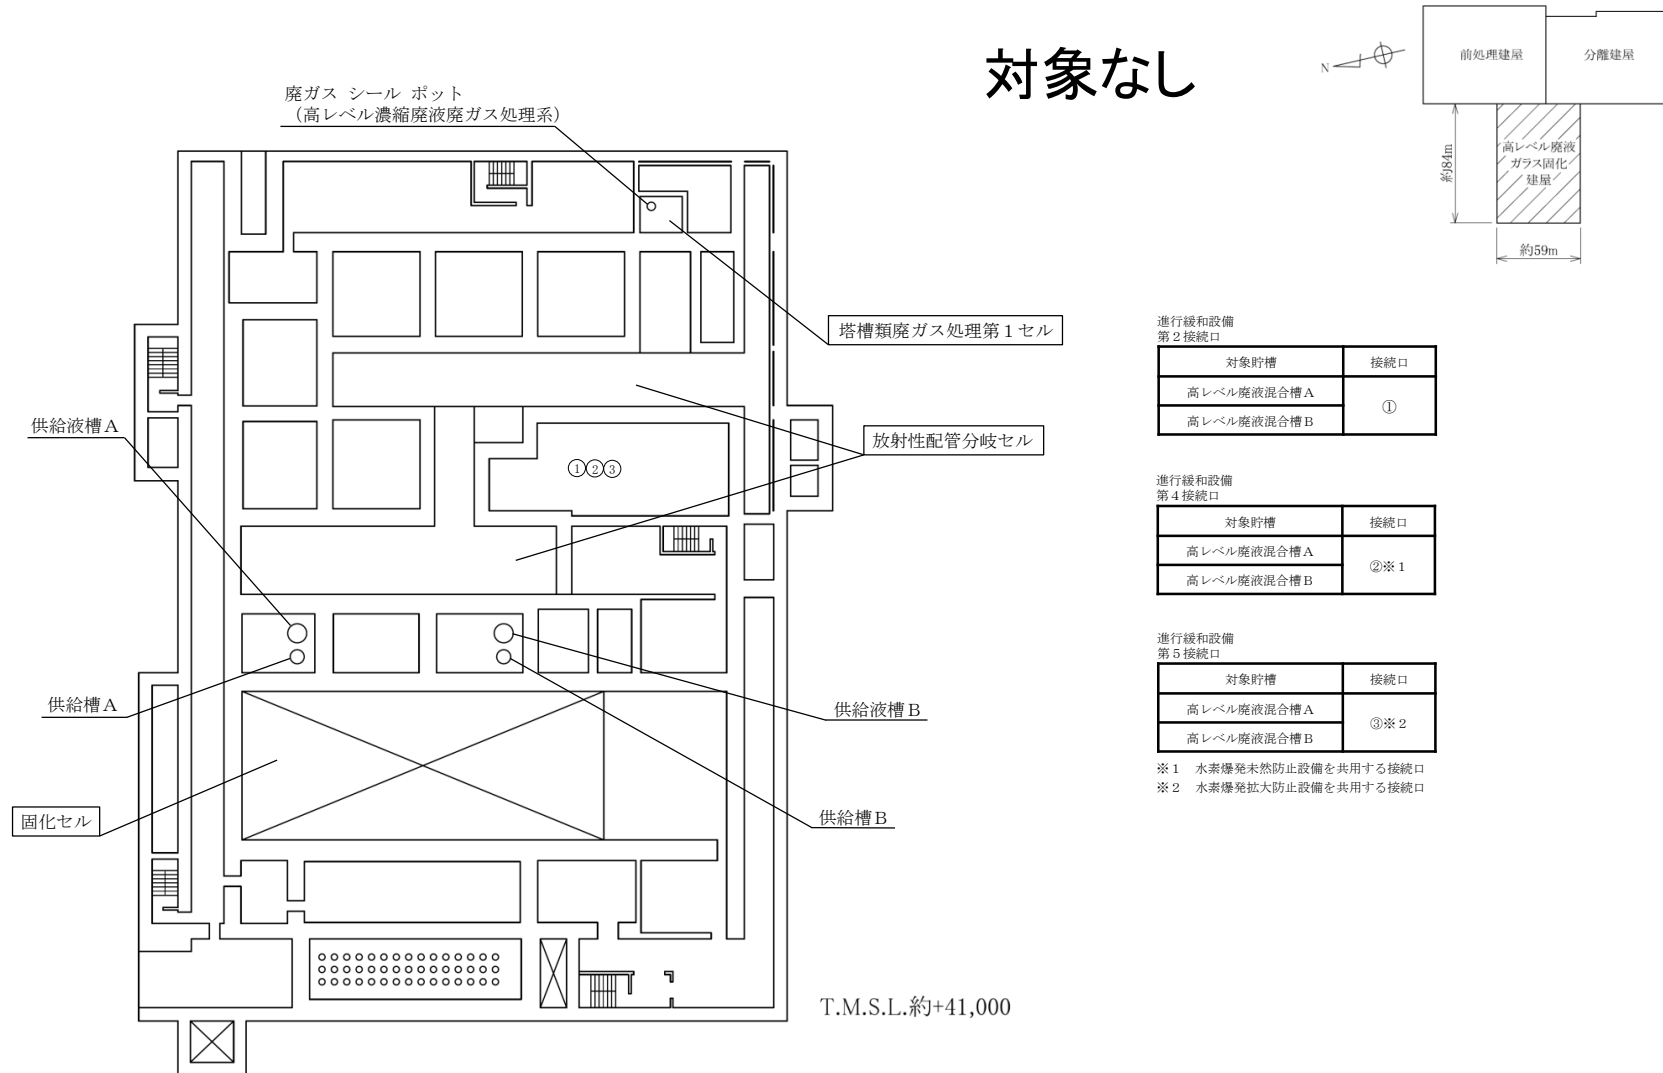 対象なし
N
前処理建屋
分離建屋
高レベル廃液
ガラス固化
建屋
約84m
約59m
廃ガス シール ポット
(高レベル濃縮廃液廃ガス処理系)
塔槽類廃ガス処理第1セル
供給液槽A
放射性配管分岐セル
①②③
供給槽A
供給液槽B
固化セル
供給槽B
T.M.S.L.約+41,000
進行緩和設備
第2接続口
対象貯槽 接続口
高レベル廃液混合槽A
①
高レベル廃液混合槽B
進行緩和設備
第4接続口
対象貯槽 接続口
高レベル廃液混合槽A
②※1
高レベル廃液混合槽B
進行緩和設備
第5接続口
対象貯槽 接続口
高レベル廃液混合槽A
③※2
高レベル廃液混合槽B
※1 水素爆発未然防止設備を共用する接続口
※2 水素爆発拡大防止設備を共用する接続口